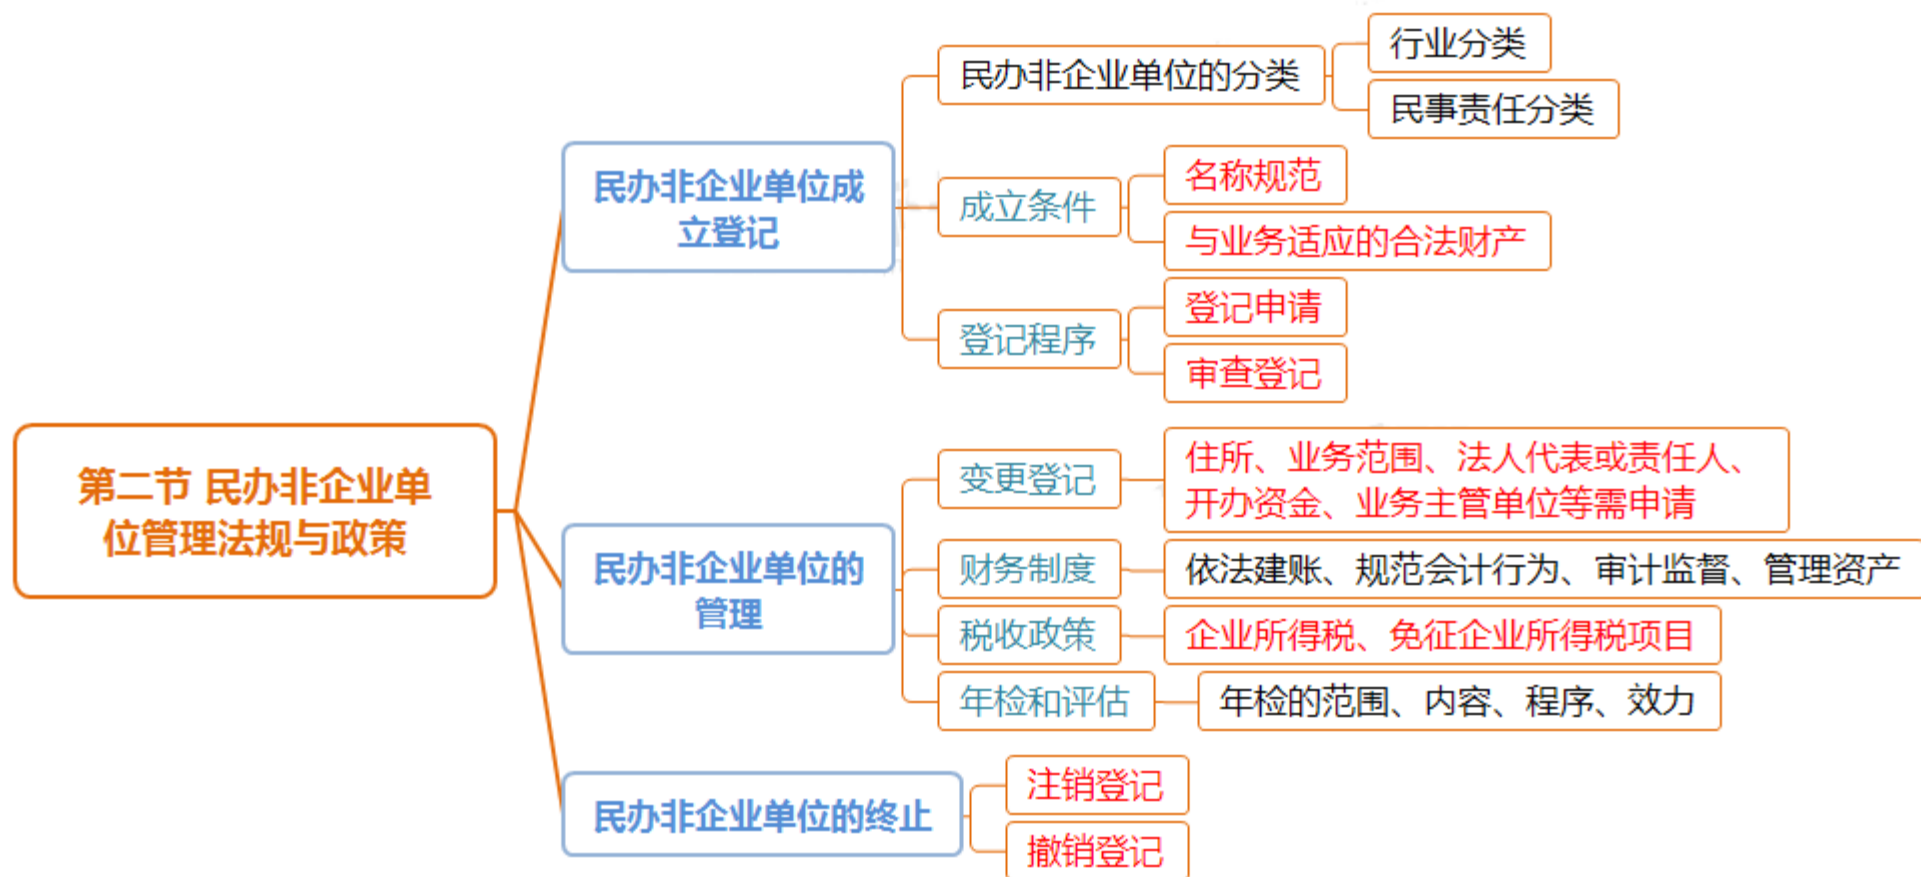 第二节 民办非企业单
位管理法规与政策
民办非企业单位成
立登记
民办非企业单位的分类
行业分类
民事责任分类
成立条件
名称规范
与业务适应的合法财产
登记程序
登记申请
审查登记
民办非企业单位的
管理
变更登记
住所、业务范围、法人代表或责任人、
开办资金、业务主管单位等需申请
财务制度
依法建账、规范会计行为、审计监督、管理资产
税收政策
企业所得税、免征企业所得税项目
年检和评估
年检的范围、内容、程序、效力
民办非企业单位的终止
注销登记
撤销登记